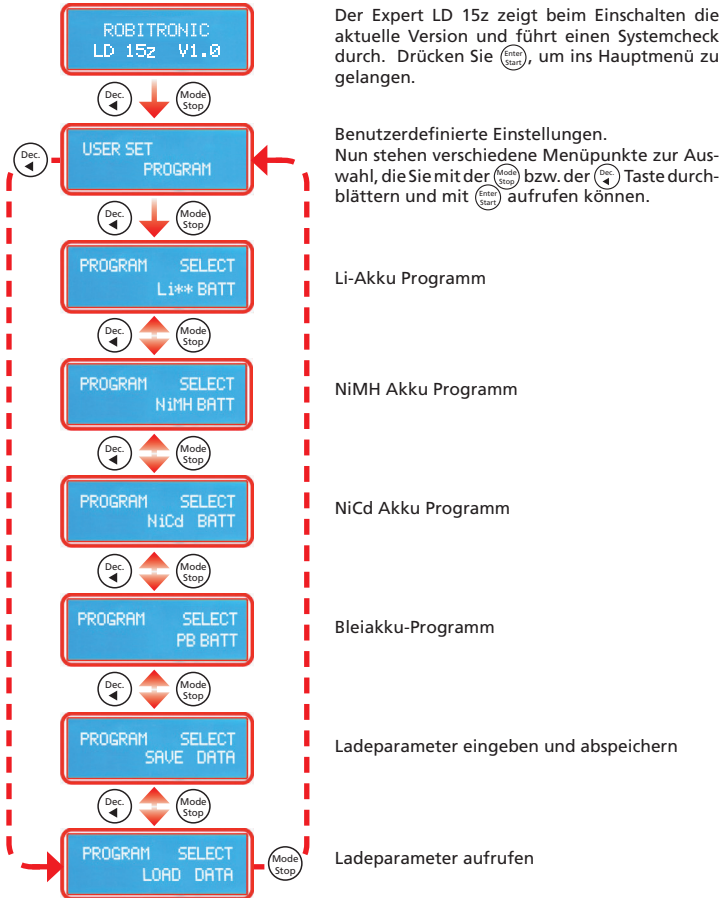 ROBITRONIC
LD 15z V1.0
Der Expert LD 15z zeigt beim Einschalten die
aktuelle Version und führt einen Systemcheck
durch. Drücken Sie Enter Start, um ins Hauptmenü zu
gelangen.
Dec. ◀ Mode Stop
Dec. ◀
USER SET
PROGRAM
Benutzerdefinierte Einstellungen.
Nun stehen verschiedene Menüpunkte zur Aus-
wahl, die Sie mit der Mode Stop bzw. der Dec. ◀ Taste durch-
blättern und mit Enter Start aufrufen können.
Dec. ◀ Mode Stop
PROGRAM SELECT
Li** BATT
Li-Akku Programm
Dec. ◀ Mode Stop
PROGRAM SELECT
NiMH BATT
NiMH Akku Programm
Dec. ◀ Mode Stop
PROGRAM SELECT
NiCd BATT
NiCd Akku Programm
Dec. ◀ Mode Stop
PROGRAM SELECT
PB BATT
Bleiakku-Programm
Dec. ◀ Mode Stop
PROGRAM SELECT
SAVE DATA
Ladeparameter eingeben und abspeichern
Dec. ◀ Mode Stop
PROGRAM SELECT
LOAD DATA
Mode Stop
Ladeparameter aufrufen